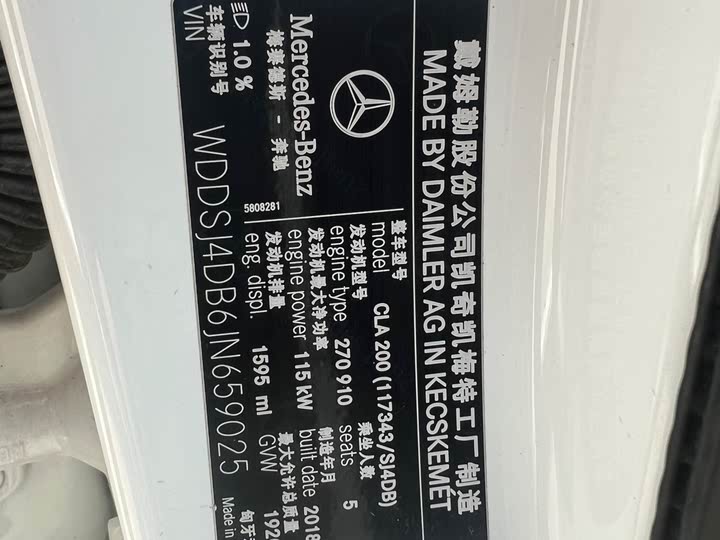 戴姆勒股份公司凯奇凯梅特工厂制造
MADE BY DAIMLER AG IN KECSKEMÉT
Mercedes-Benz
梅赛德斯 - 奔驰
5808281
整车型号
model CLA 200 (117343/SJ4DB)
发动机型号 乘坐人数
engine type 270 910 seats 5
发动机最大净功率 制造年月
engine power 115 kW built date 2018
发动机排量 最大允许总质量
eng. displ. 1595 ml GVW 192
1.0 %
车辆识别号 匈牙
VIN WDDSJ4DB6JN659025 Made in